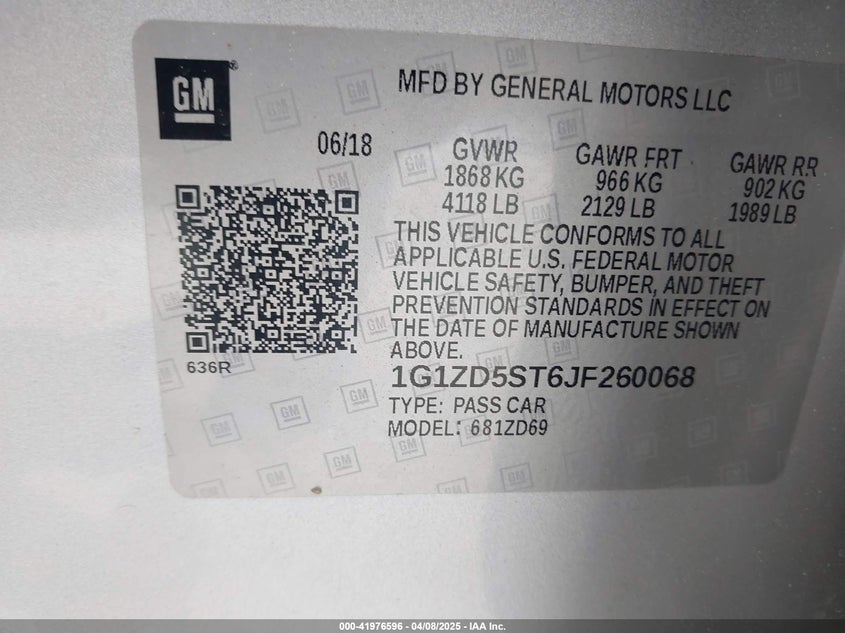 GM
MFD BY GENERAL MOTORS LLC
06/18
GVWR
1868 KG
4118 LB
GAWR FRT
966 KG
2129 LB
GAWR RR
902 KG
1989 LB
THIS VEHICLE CONFORMS TO ALL
APPLICABLE U.S. FEDERAL MOTOR
VEHICLE SAFETY, BUMPER, AND THEFT
PREVENTION STANDARDS IN EFFECT ON
THE DATE OF MANUFACTURE SHOWN
ABOVE.
636R
1G1ZD5ST6JF260068
TYPE: PASS CAR
MODEL: 681ZD69
000-41976596 - 04/08/2025 - IAA Inc.